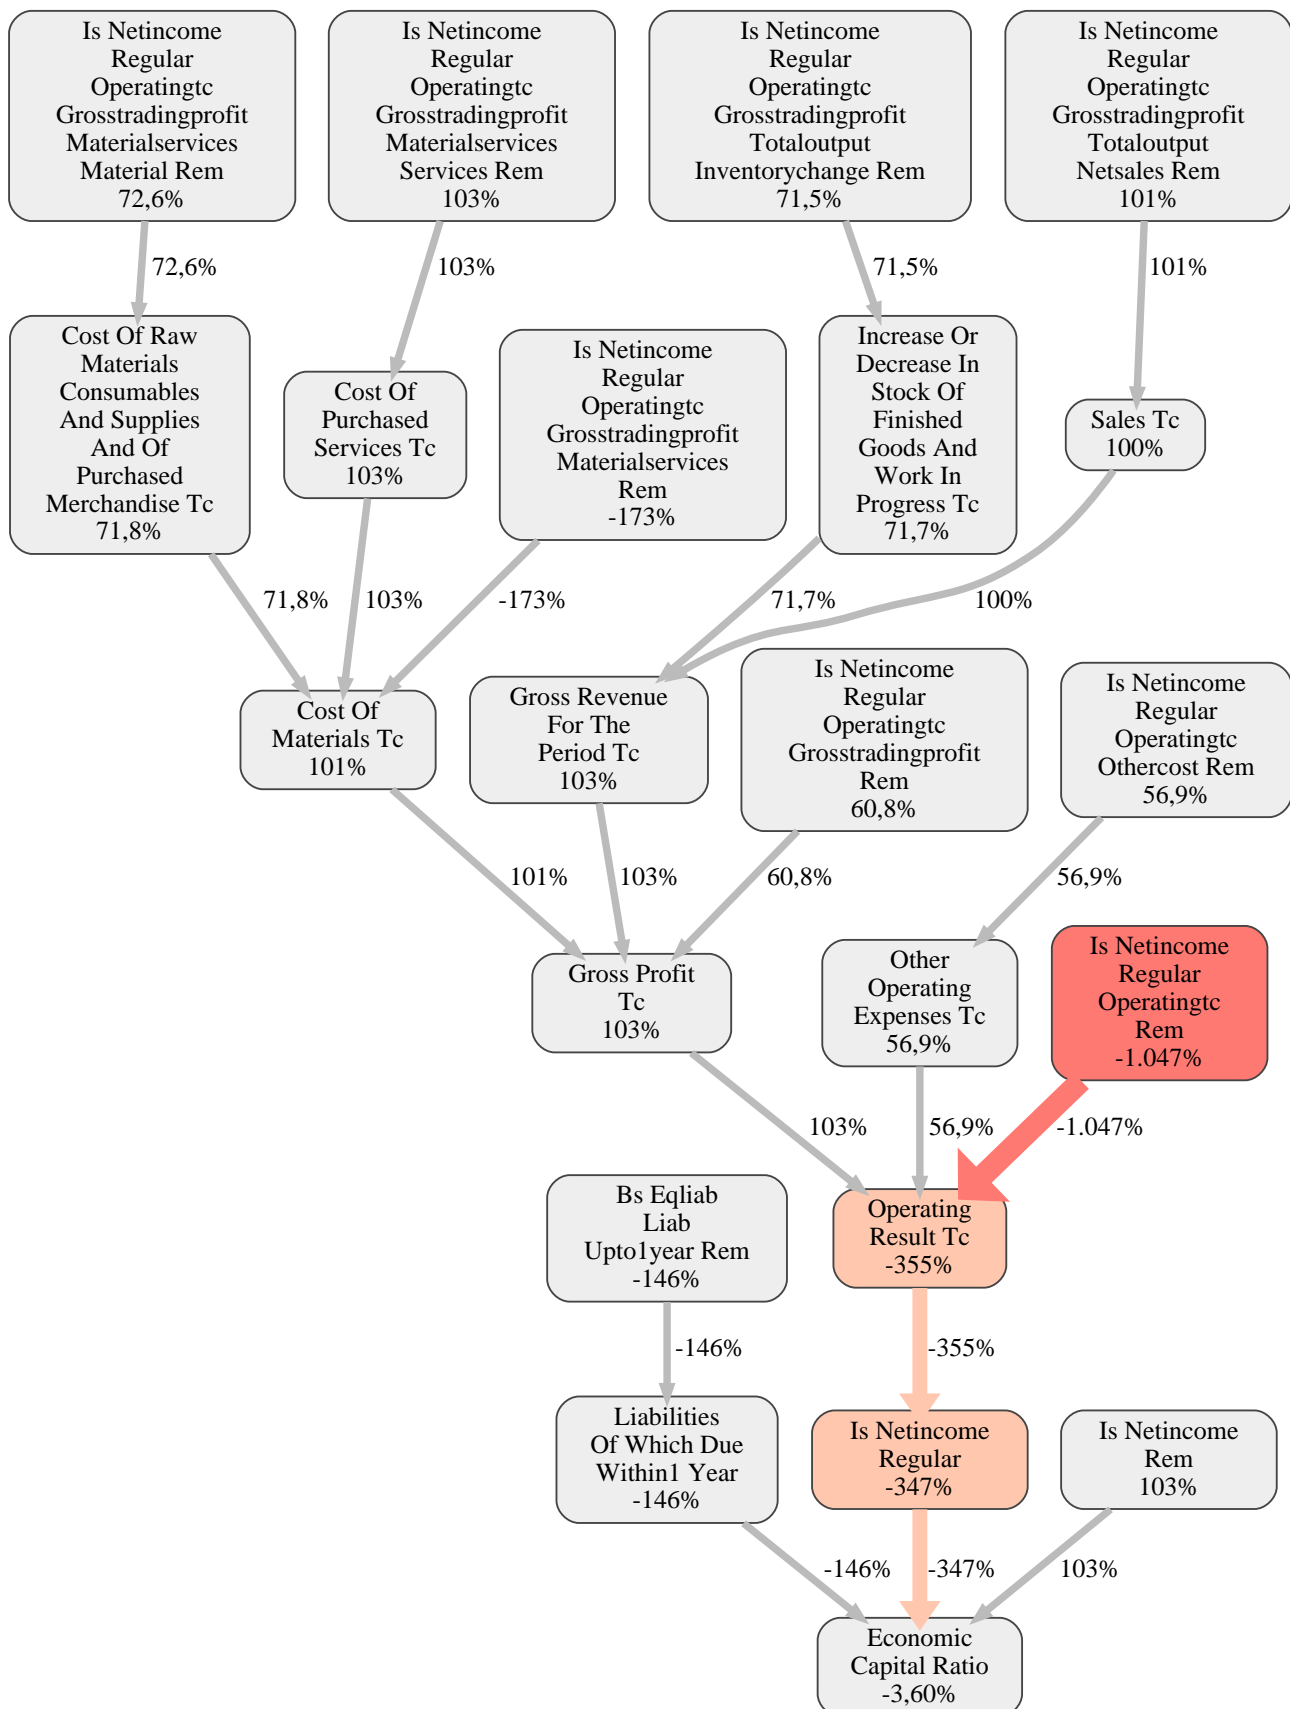 Is Netincome
Regular
Operatingtc
Grosstradingprofit
Materialservices
Material Rem
72,6%
Is Netincome
Regular
Operatingtc
Grosstradingprofit
Materialservices
Services Rem
103%
Is Netincome
Regular
Operatingtc
Grosstradingprofit
Totaloutput
Inventorychange Rem
71,5%
Is Netincome
Regular
Operatingtc
Grosstradingprofit
Totaloutput
Netsales Rem
101%
72,6%
103%
71,5%
101%
Cost Of Raw
Materials
Consumables
And Supplies
And Of
Purchased
Merchandise Tc
71,8%
Cost Of
Purchased
Services Tc
103%
Is Netincome
Regular
Operatingtc
Grosstradingprofit
Materialservices
Rem
-173%
Increase Or
Decrease In
Stock Of
Finished
Goods And
Work In
Progress Tc
71,7%
Sales Tc
100%
71,8%
103%
-173%
71,7%
100%
Cost Of
Materials Tc
101%
Gross Revenue
For The
Period Tc
103%
Is Netincome
Regular
Operatingtc
Grosstradingprofit
Rem
60,8%
Is Netincome
Regular
Operatingtc
Othercost Rem
56,9%
101%
103%
60,8%
56,9%
Gross Profit
Tc
103%
Other
Operating
Expenses Tc
56,9%
Is Netincome
Regular
Operatingtc
Rem
-1.047%
103%
56,9%
-1.047%
Bs Eqliab
Liab
Upto1year Rem
-146%
Operating
Result Tc
-355%
-146%
-355%
Liabilities
Of Which Due
Within1 Year
-146%
Is Netincome
Regular
-347%
Is Netincome
Rem
103%
-146%
-347%
103%
Economic
Capital Ratio
-3,60%